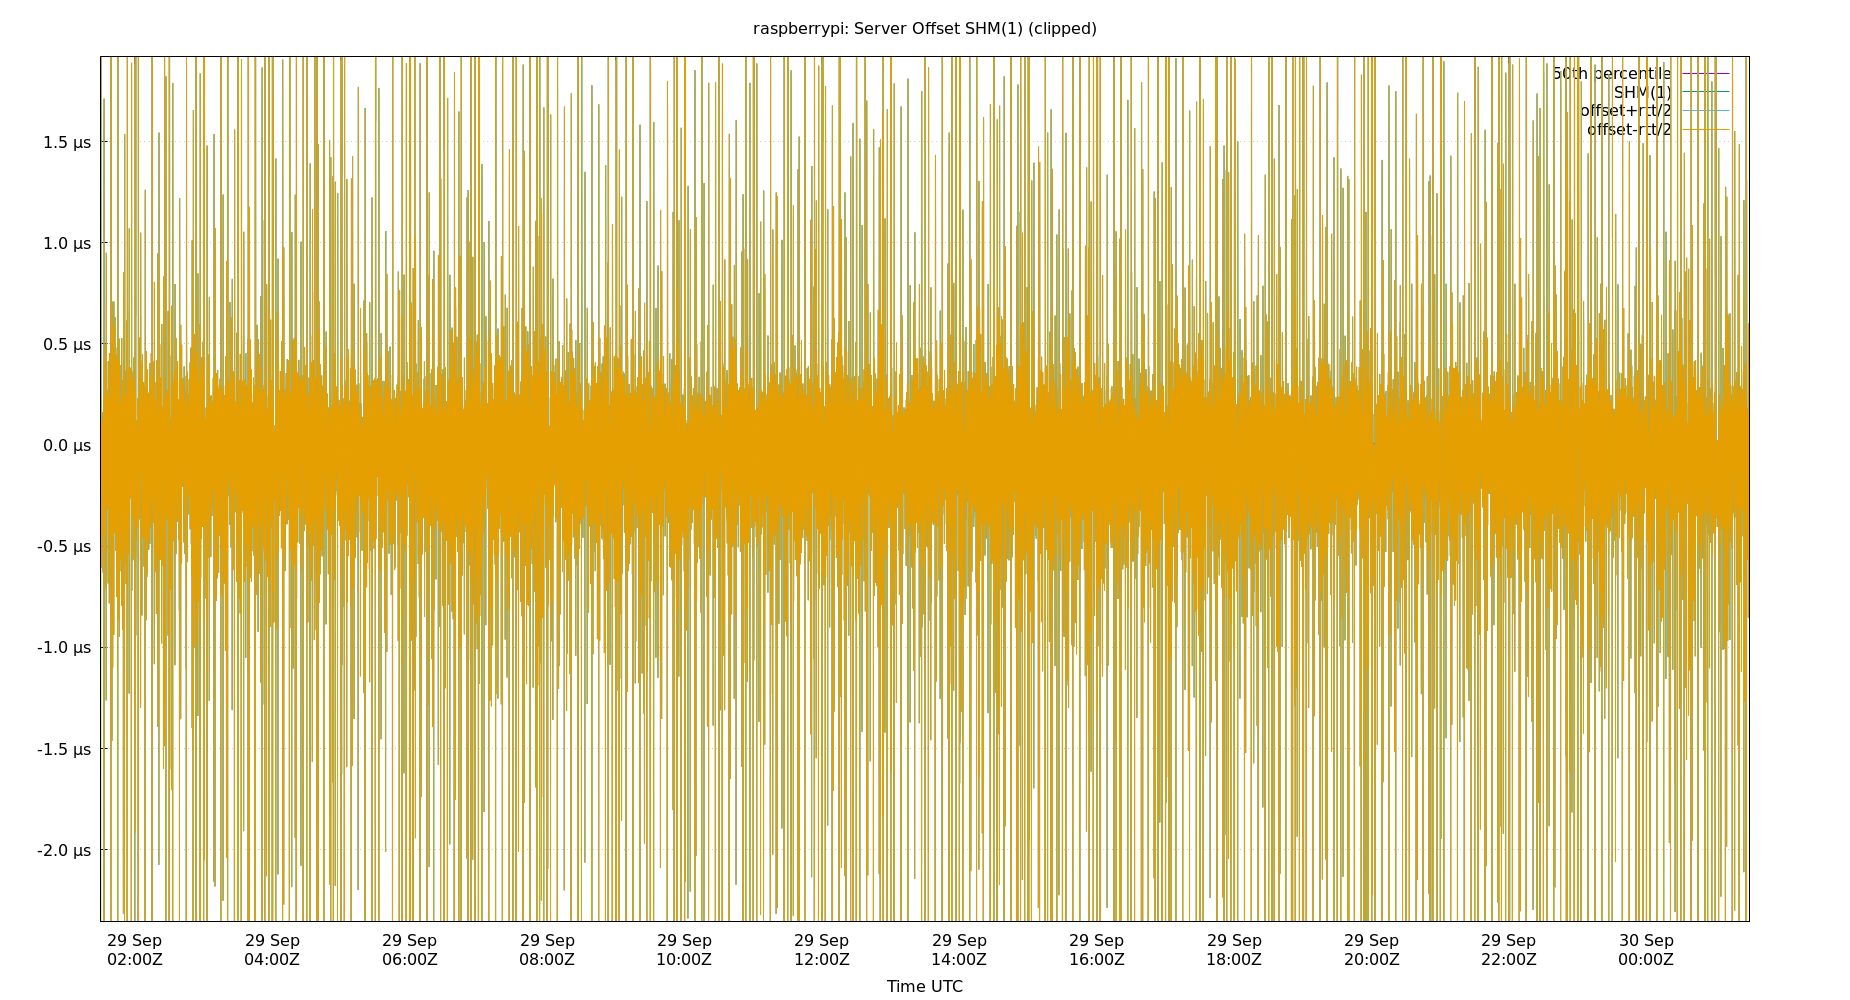 raspberrypi: Server Offset SHM(1) (clipped)
50th percentile
SHM(1)
offset+rtt/2
offset-rtt/2
1.5 µs
1.0 µs
0.5 µs
0.0 µs
-0.5 µs
-1.0 µs
-1.5 µs
-2.0 µs
29 Sep 29 Sep 29 Sep 29 Sep 29 Sep 29 Sep 29 Sep 29 Sep 29 Sep 29 Sep 29 Sep 30 Sep
02:00Z 04:00Z 06:00Z 08:00Z 10:00Z 12:00Z 14:00Z 16:00Z 18:00Z 20:00Z 22:00Z 00:00Z
Time UTC